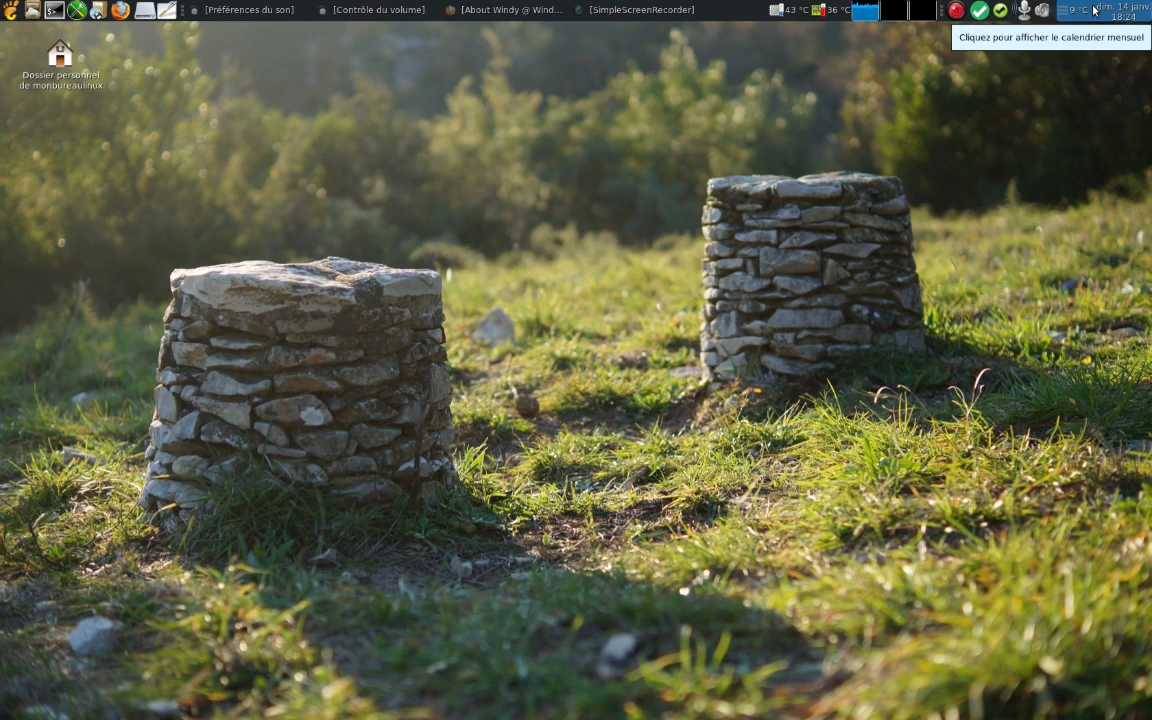 [Préférences du son]
[Contrôle du volume]
[About Windy @ Wind...
[SimpleScreenRecorder]
43 °C
36 °C
9 °C
dim. 14 janv.
18:24
Cliquez pour afficher le calendrier mensuel
Dossier personnel
de monbureaulinux